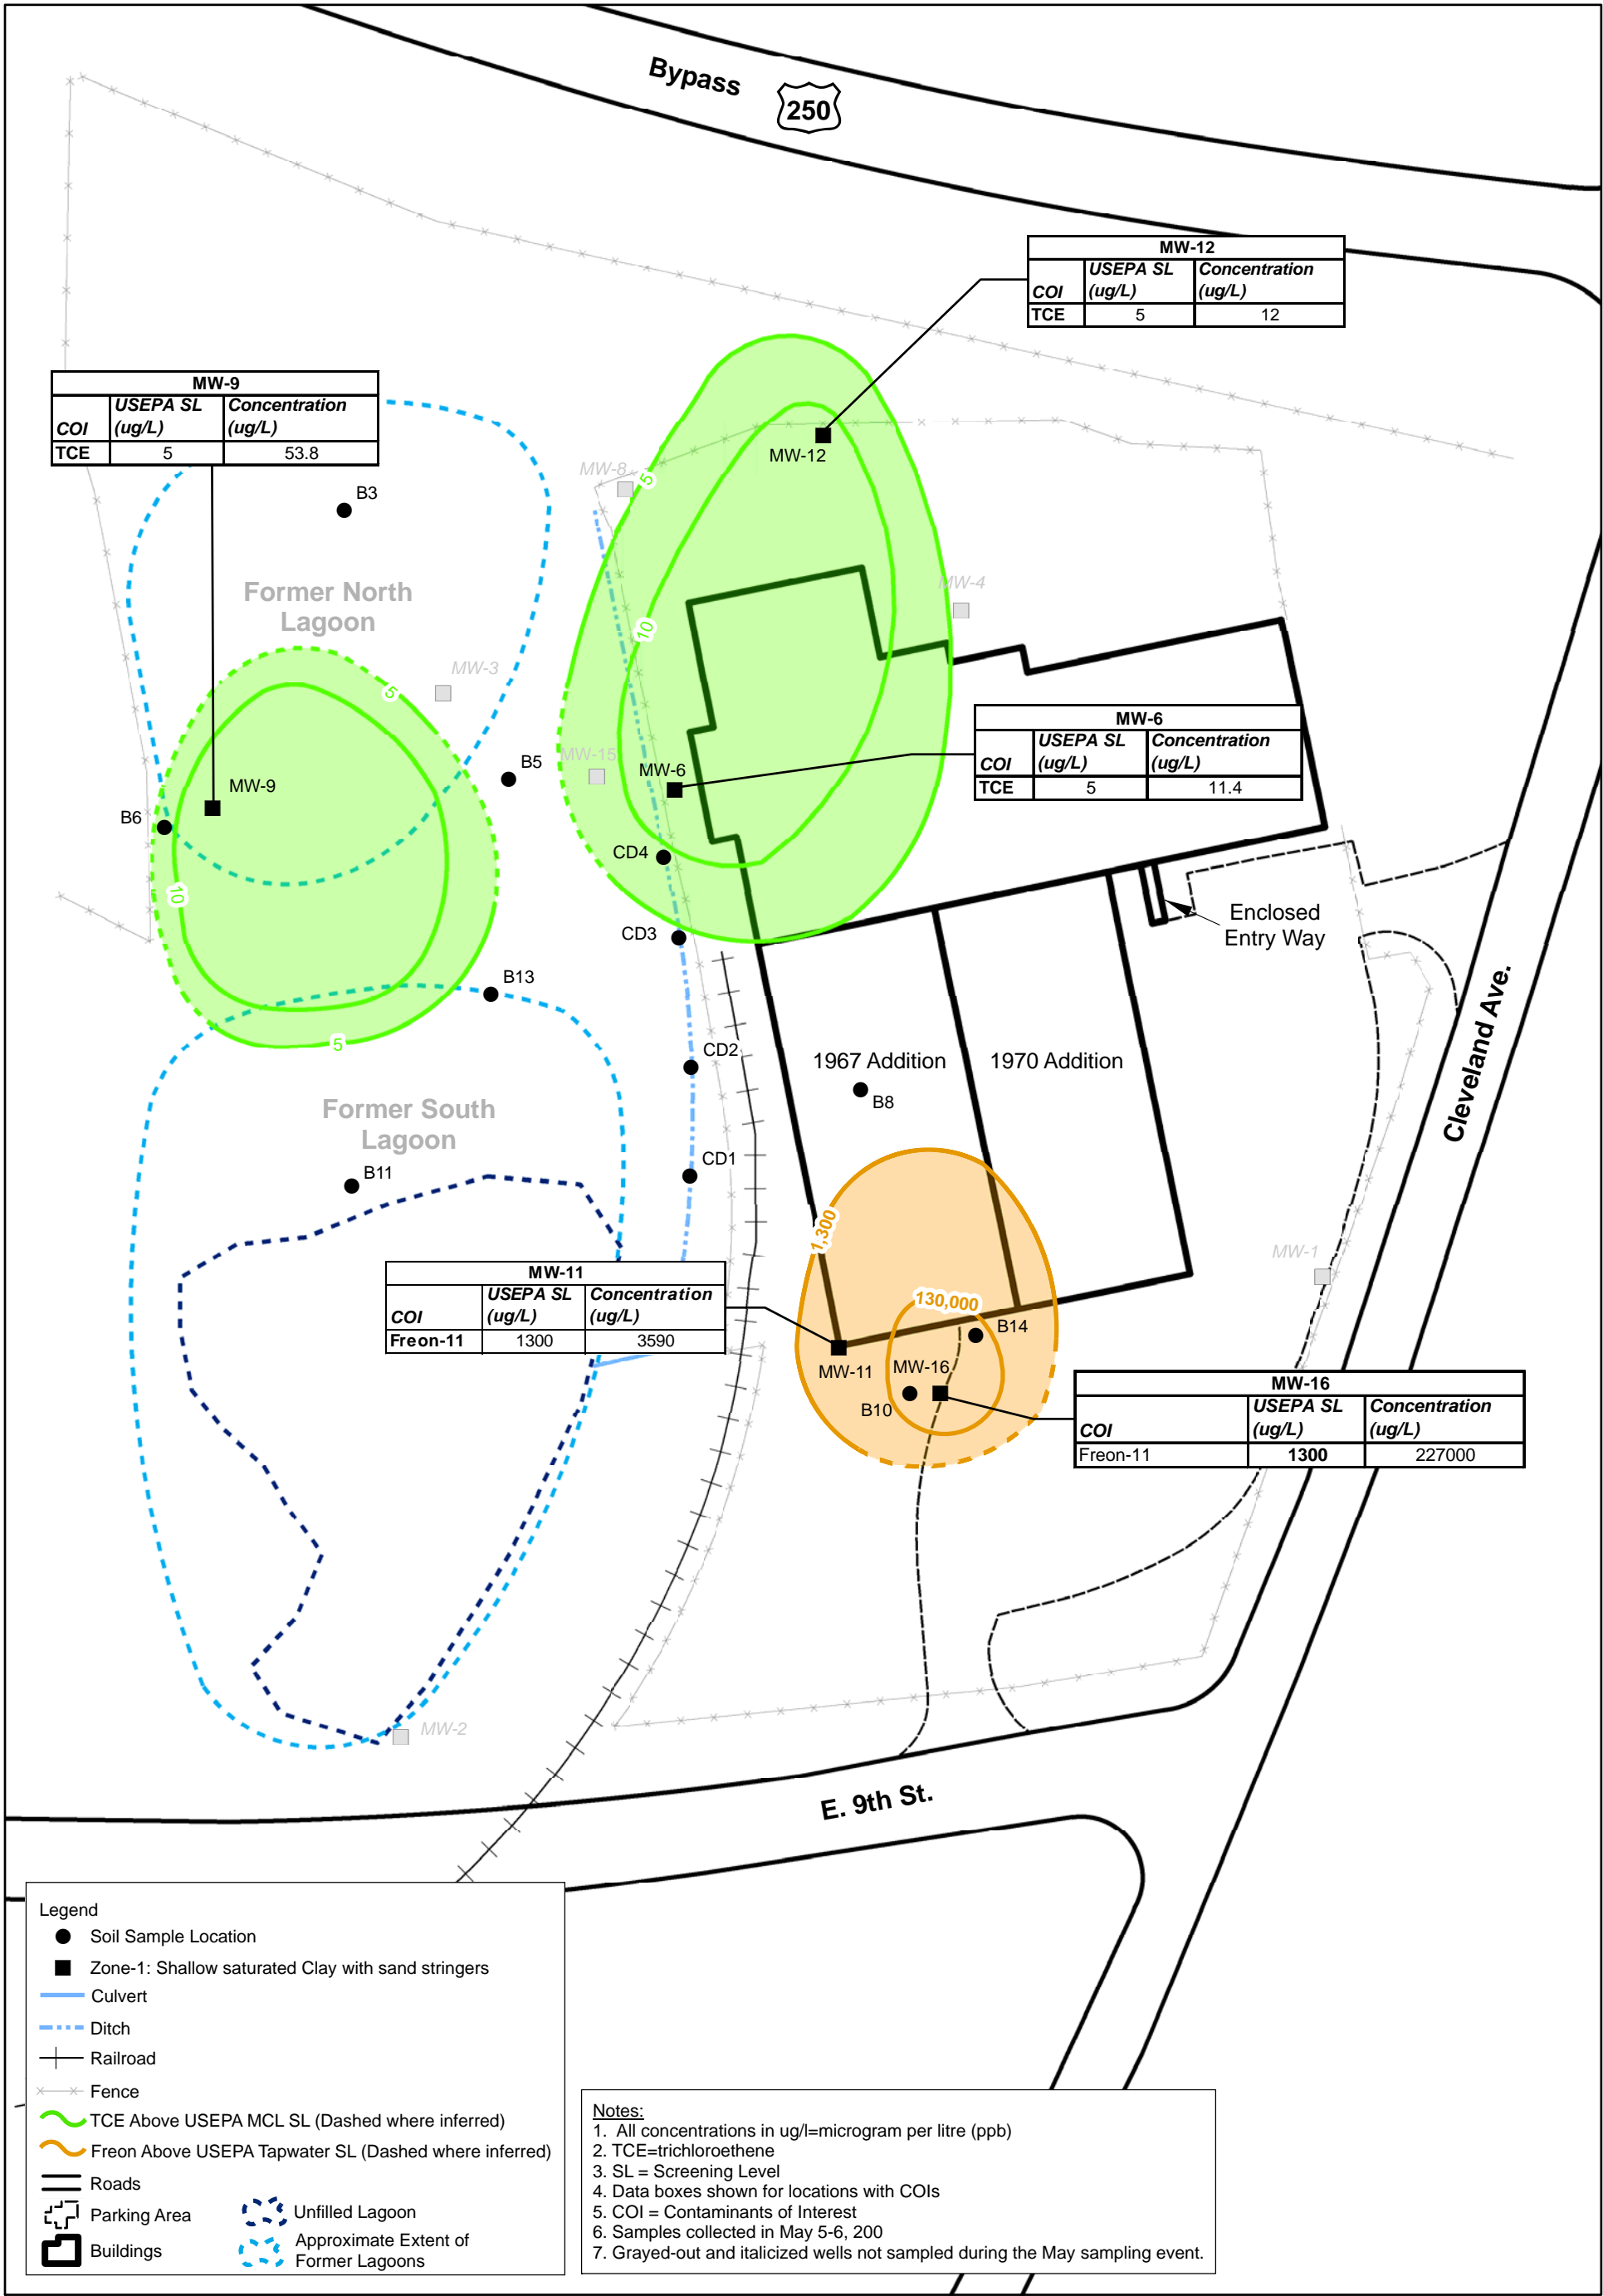 Bypass
250
MW-12
COI USEPA SL (ug/L) Concentration (ug/L)
TCE 5 12
MW-9
COI USEPA SL (ug/L) Concentration (ug/L)
TCE 5 53.8
MW-12
MW-8
5
B3
Former North
Lagoon
MW-4
10
MW-3
5
MW-6
COI USEPA SL (ug/L) Concentration (ug/L)
TCE 5 11.4
MW-15
B5
MW-6
MW-9
B6
CD4
10
Enclosed
Entry Way
CD3
B13
5
CD2
1967 Addition
1970 Addition
B8
Cleveland Ave.
Former South
Lagoon
B11
CD1
1,300
MW-1
MW-11
COI USEPA SL (ug/L) Concentration (ug/L)
Freon-11 1300 3590
130,000
B14
MW-11
MW-16
B10
MW-16
COI USEPA SL (ug/L) Concentration (ug/L)
Freon-11 1300 227000
MW-2
E. 9th St.
Legend
Soil Sample Location
Zone-1: Shallow saturated Clay with sand stringers
Culvert
Ditch
Railroad
Fence
TCE Above USEPA MCL SL (Dashed where inferred)
Freon Above USEPA Tapwater SL (Dashed where inferred)
Roads
Parking Area
Unfilled Lagoon
Buildings
Approximate Extent of
Former Lagoons
Notes:
1. All concentrations in ug/l=microgram per litre (ppb)
2. TCE=trichloroethene
3. SL = Screening Level
4. Data boxes shown for locations with COIs
5. COI = Contaminants of Interest
6. Samples collected in May 5-6, 200
7. Grayed-out and italicized wells not sampled during the May sampling event.